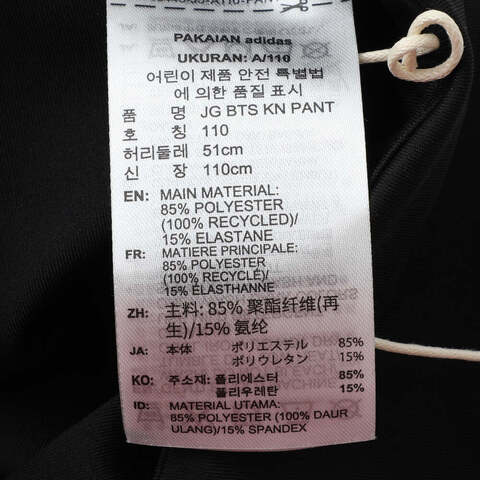 PAKAIAN adidas
UKURAN: A/110
어린이 제품 안전 특별법
에 의한 품질 표시
품 명 JG BTS KN PANT
호 칭 110
허리둘레 51cm
신 장 110cm
EN: MAIN MATERIAL:
85% POLYESTER
(100% RECYCLED)/
15% ELASTANE
FR: MATIERE PRINCIPALE:
85% POLYESTER
(100% RECYCLÉ)/
15% ÉLASTHANNE
ZH: 主料: 85% 聚酯纤维(再
生)/15% 氨纶
JA: 本体 ポリエステル 85%
ポリウレタン 15%
KO: 주소재: 폴리에스터 85%
폴리우레탄 15%
ID: MATERIAL UTAMA:
85% POLYESTER (100% DAUR
ULANG)/15% SPANDEX